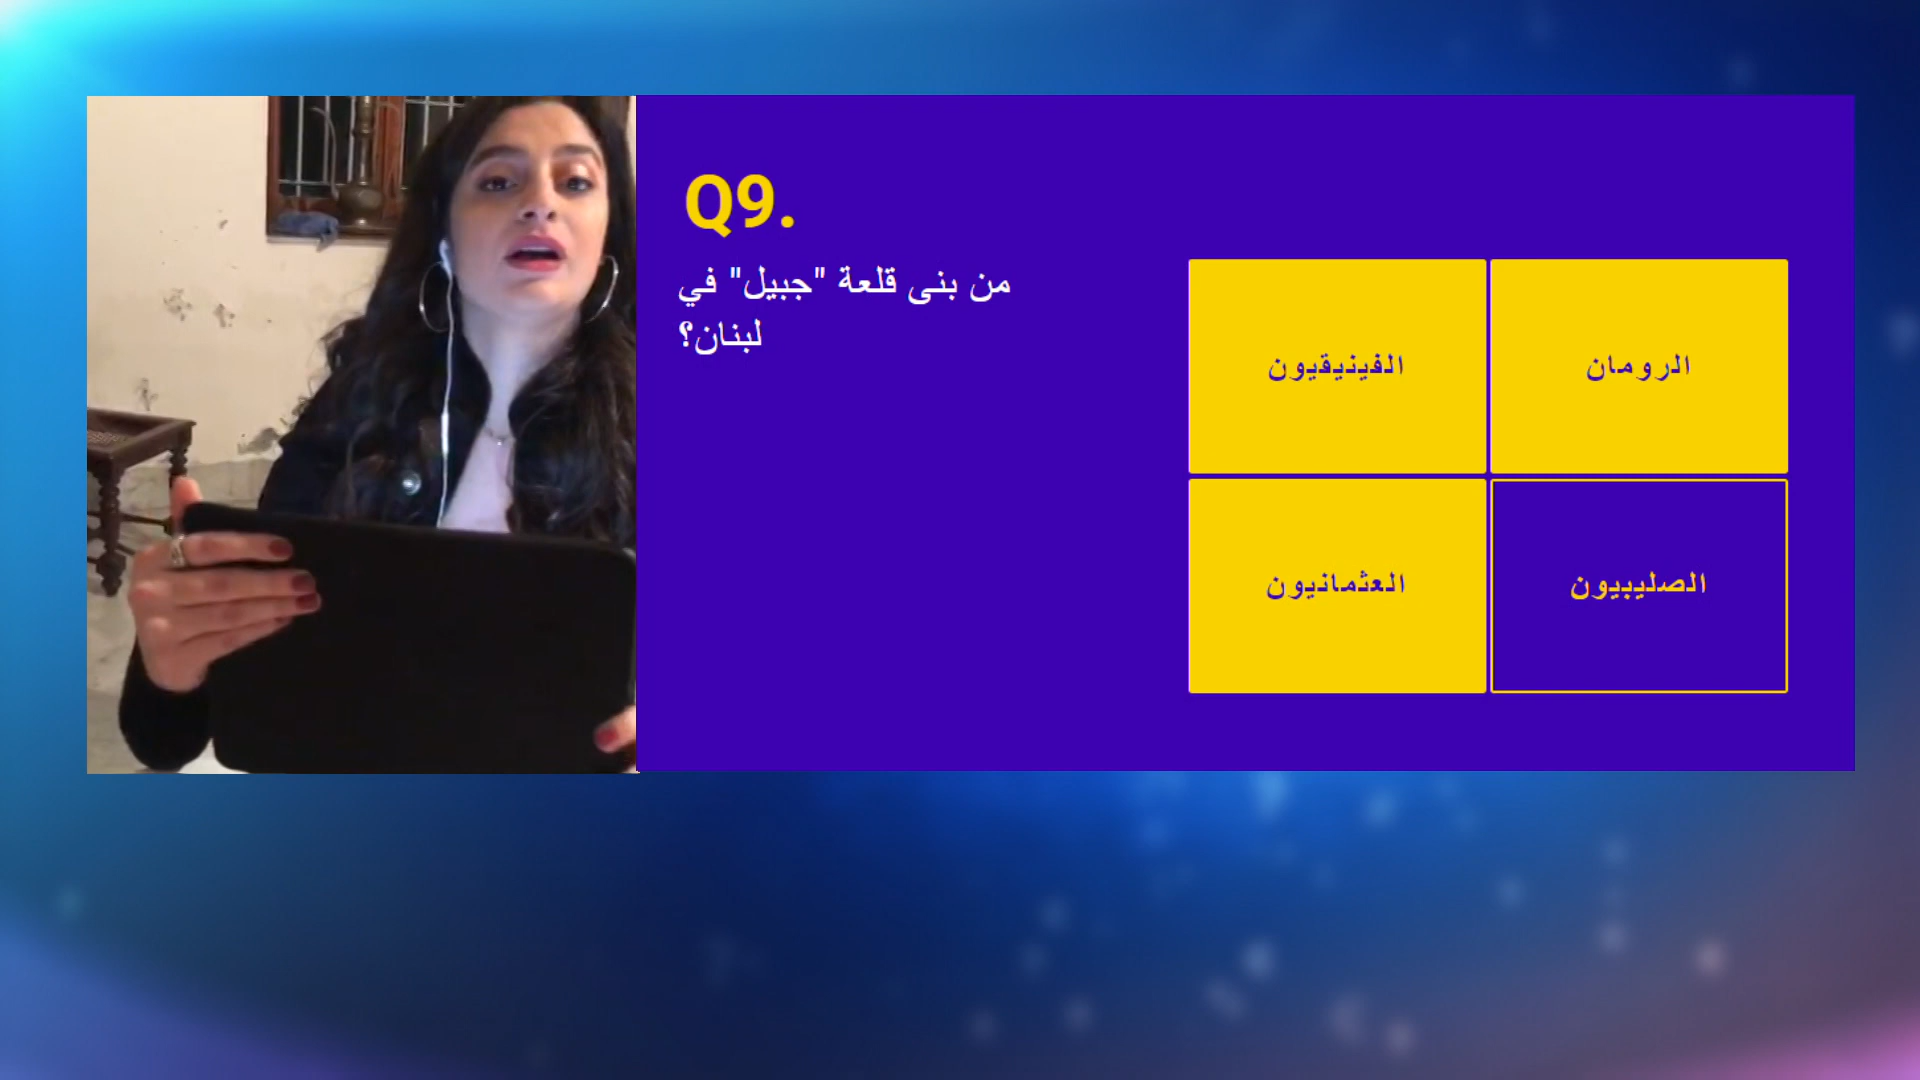 Q9.
من بنى قلعة "جبيل" في
لبنان؟
الفينيقيون
الرومان
العثمانيون
الصليبيون